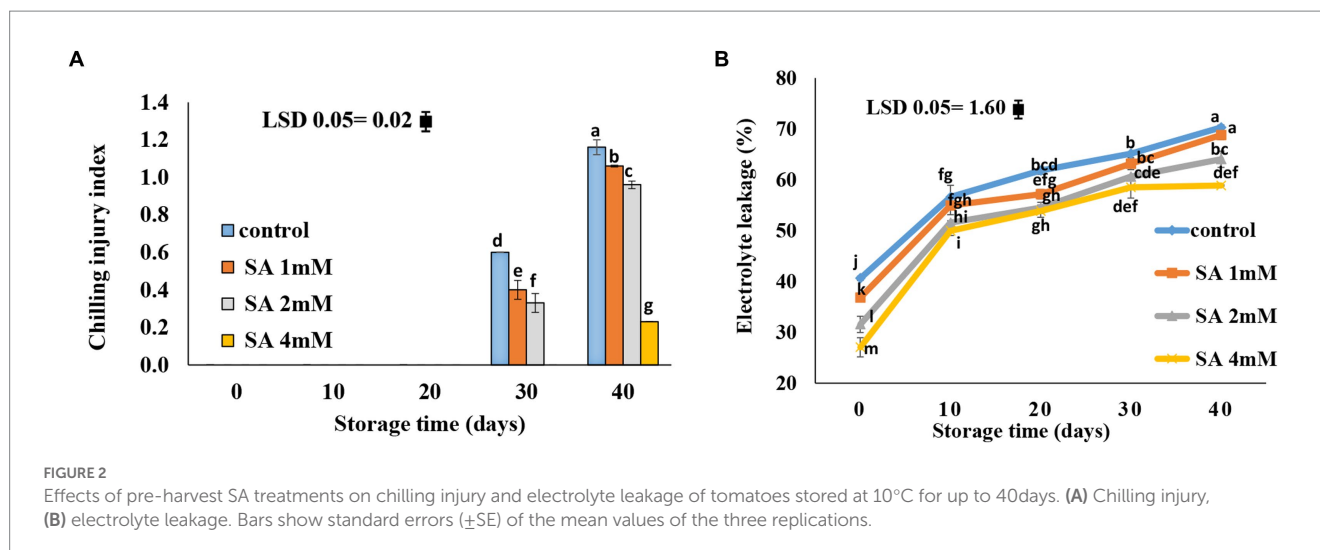 A
Chilling injury index
1.4
1.2
1.0
0.8
0.6
0.4
0.2
0.0
LSD 0.05= 0.02
control
SA 1mM
SA 2mM
SA 4mM
d
e
f
a
b
c
g
0 10 20 30 40
Storage time (days)
B
Electrolyte leakage (%)
80
70
60
50
40
30
20
LSD 0.05= 1.60
j
k
l
m
fg
fgh
hi
i
bcd
efg
gh
gh
b
bc
cde
def
a
a
bc
def
control
SA 1mM
SA 2mM
SA 4mM
0 10 20 30 40
Storage time (days)
FIGURE 2
Effects of pre-harvest SA treatments on chilling injury and electrolyte leakage of tomatoes stored at 10°C for up to 40days. (A) Chilling injury,
(B) electrolyte leakage. Bars show standard errors (±SE) of the mean values of the three replications.